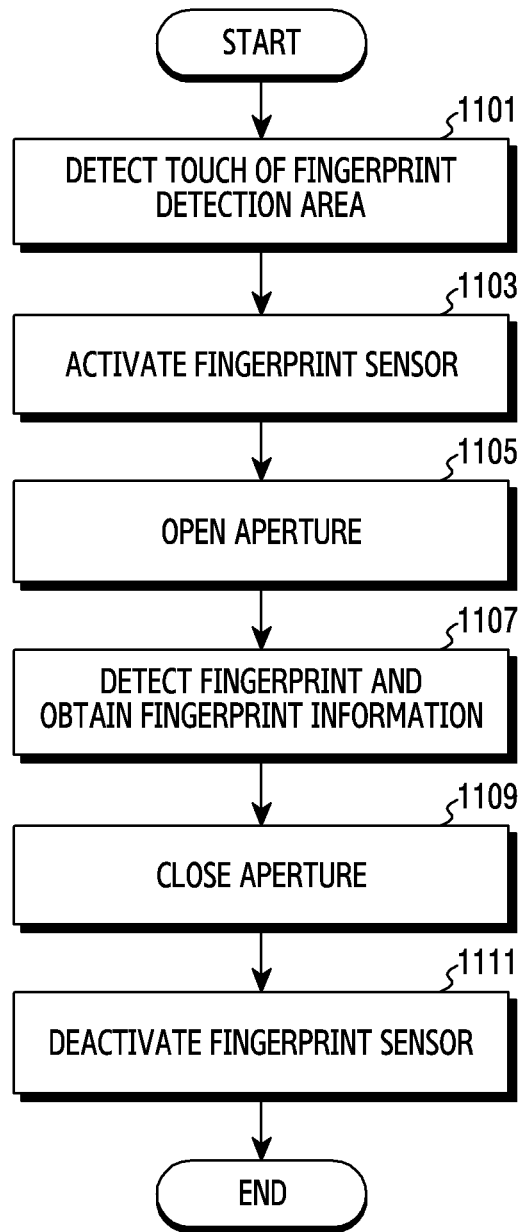 START
1101
DETECT TOUCH OF FINGERPRINT
DETECTION AREA
1103
ACTIVATE FINGERPRINT SENSOR
1105
OPEN APERTURE
1107
DETECT FINGERPRINT AND
OBTAIN FINGERPRINT INFORMATION
1109
CLOSE APERTURE
1111
DEACTIVATE FINGERPRINT SENSOR
END